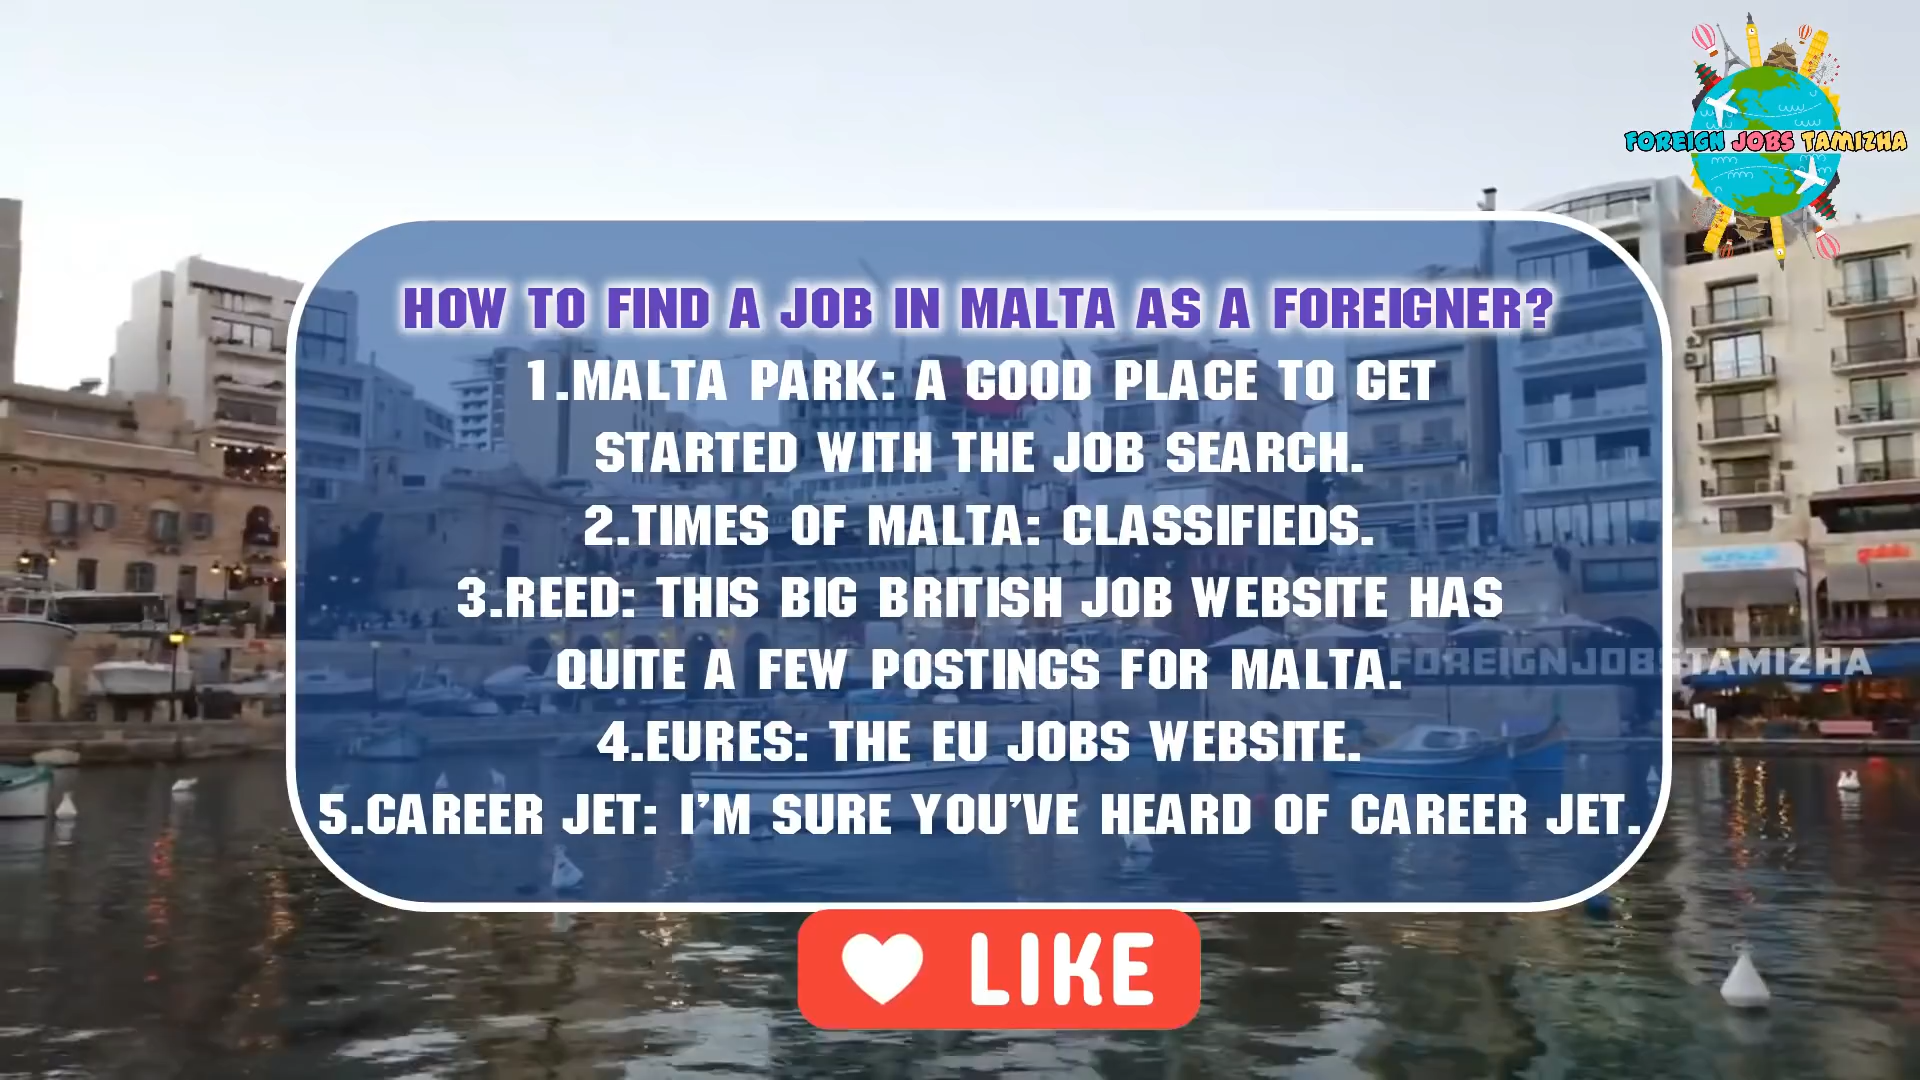 FOREIGN JOBS TAMIZHA
HOW TO FIND A JOB IN MALTA AS A FOREIGNER?
1.MALTA PARK: A GOOD PLACE TO GET
STARTED WITH THE JOB SEARCH.
2.TIMES OF MALTA: CLASSIFIEDS.
3.REED: THIS BIG BRITISH JOB WEBSITE HAS
QUITE A FEW POSTINGS FOR MALTA.
FOREIGNJOBSTAMIZHA
4.EURES: THE EU JOBS WEBSITE.
5.CAREER JET: I'M SURE YOU'VE HEARD OF CAREER JET.
LIKE